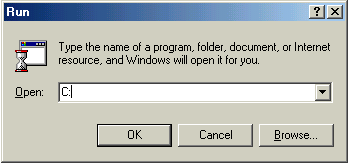 Run
Type the name of a program, folder, document, or Internet
resource, and Windows will open it for you.
Open: C:
OK Cancel Browse...